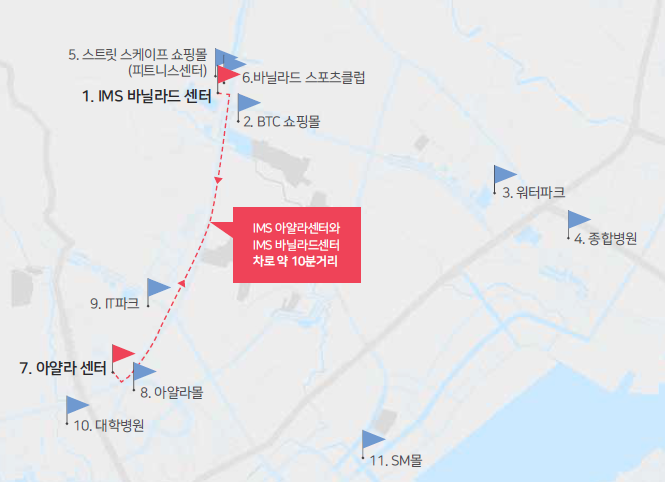 5. 스트릿 스케이프 쇼핑몰
(피트니스센터)
6.바닐라드 스포츠클럽
1. IMS 바닐라드 센터
2. BTC 쇼핑몰
3. 워터파크
4. 종합병원
IMS 아얄라센터와
IMS 바닐라드센터
차로 약 10분거리
9. IT파크
7. 아얄라 센터
8. 아얄라몰
10. 대학병원
11. SM몰